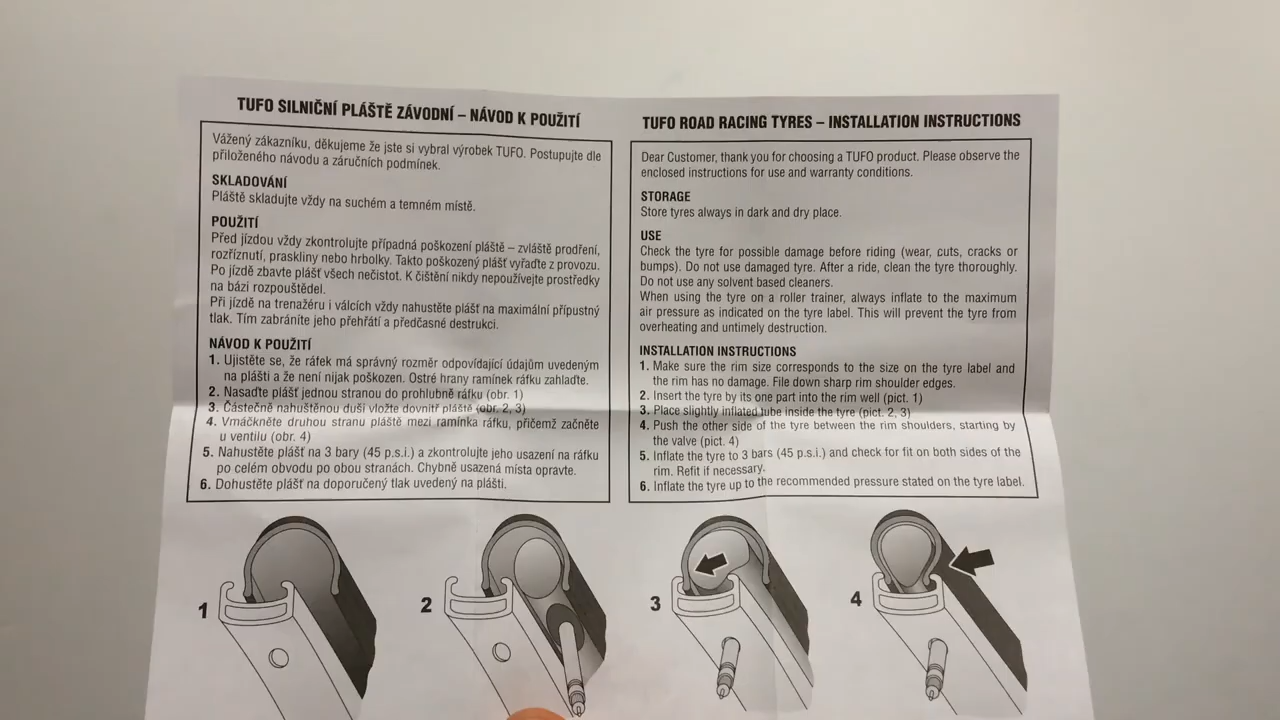 TUFO SILNIČNÍ PLÁŠTĚ ZÁVODNÍ – NÁVOD K POUŽITÍ
Vážený zákazníku, děkujeme že jste si vybral výrobek TUFO. Postupujte dle
přiloženého návodu a záručních podmínek.
SKLADOVÁNÍ
Pláště skladujte vždy na suchém a temném místě.
POUŽITÍ
Před jízdou vždy zkontrolujte případná poškození pláště – zvláště prodření,
rozříznutí, praskliny nebo hrbolky. Takto poškozený plášť vyřaďte z provozu.
Po jízdě zbavte plášť všech nečistot. K čištění nikdy nepoužívejte prostředky
na bázi rozpouštědel.
Při jízdě na trenažéru i válcích vždy nahustěte plášť na maximální přípustný
tlak. Tím zabráníte jeho přehřátí a předčasné destrukci.
NÁVOD K POUŽITÍ
1. Ujistěte se, že ráfek má správný rozměr odpovídající údajům uvedeným
na plášti a že není nijak poškozen. Ostré hrany ramínek ráfku zahlaďte.
2. Nasaďte plášť jednou stranou do prohlubně ráfku (obr. 1)
3. Částečně nahuštěnou duši vložte dovnitř pláště (obr. 2, 3)
4. Vmáčkněte druhou stranu pláště mezi ramínka ráfku, přičemž začněte
u ventilu (obr. 4)
5. Nahustěte plášť na 3 bary (45 p.s.i.) a zkontrolujte jeho usazení na ráfku
po celém obvodu po obou stranách. Chybně usazená místa opravte.
6. Dohustěte plášť na doporučený tlak uvedený na plášti.
TUFO ROAD RACING TYRES – INSTALLATION INSTRUCTIONS
Dear Customer, thank you for choosing a TUFO product. Please observe the
enclosed instructions for use and warranty conditions.
STORAGE
Store tyres always in dark and dry place.
USE
Check the tyre for possible damage before riding (wear, cuts, cracks or
bumps). Do not use damaged tyre. After a ride, clean the tyre thoroughly.
Do not use any solvent based cleaners.
When using the tyre on a roller trainer, always inflate to the maximum
air pressure as indicated on the tyre label. This will prevent the tyre from
overheating and untimely destruction.
INSTALLATION INSTRUCTIONS
1. Make sure the rim size corresponds to the size on the tyre label and
the rim has no damage. File down sharp rim shoulder edges.
2. Insert the tyre by its one part into the rim well (pict. 1)
3. Place slightly inflated tube inside the tyre (pict. 2, 3)
4. Push the other side of the tyre between the rim shoulders, starting by
the valve (pict. 4)
5. Inflate the tyre to 3 bars (45 p.s.i.) and check for fit on both sides of the
rim. Refit if necessary.
6. Inflate the tyre up to the recommended pressure stated on the tyre label.
1
2
3
4